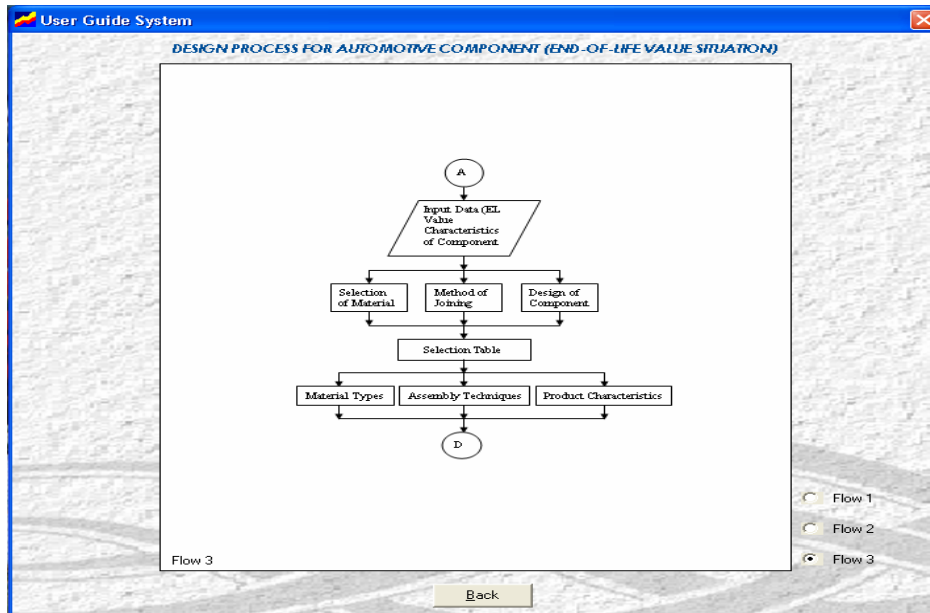 User Guide System
DESIGN PROCESS FOR AUTOMOTIVE COMPONENT (END-OF-LIFE VALUE SITUATION)
A
Input Data (EL
Value
Characteristics
of Component
Selection
of Material
Method of
Joining
Design of
Component
Selection Table
Material Types
Assembly Techniques
Product Characteristics
D
Flow 1
Flow 2
Flow 3
Flow 3
Back